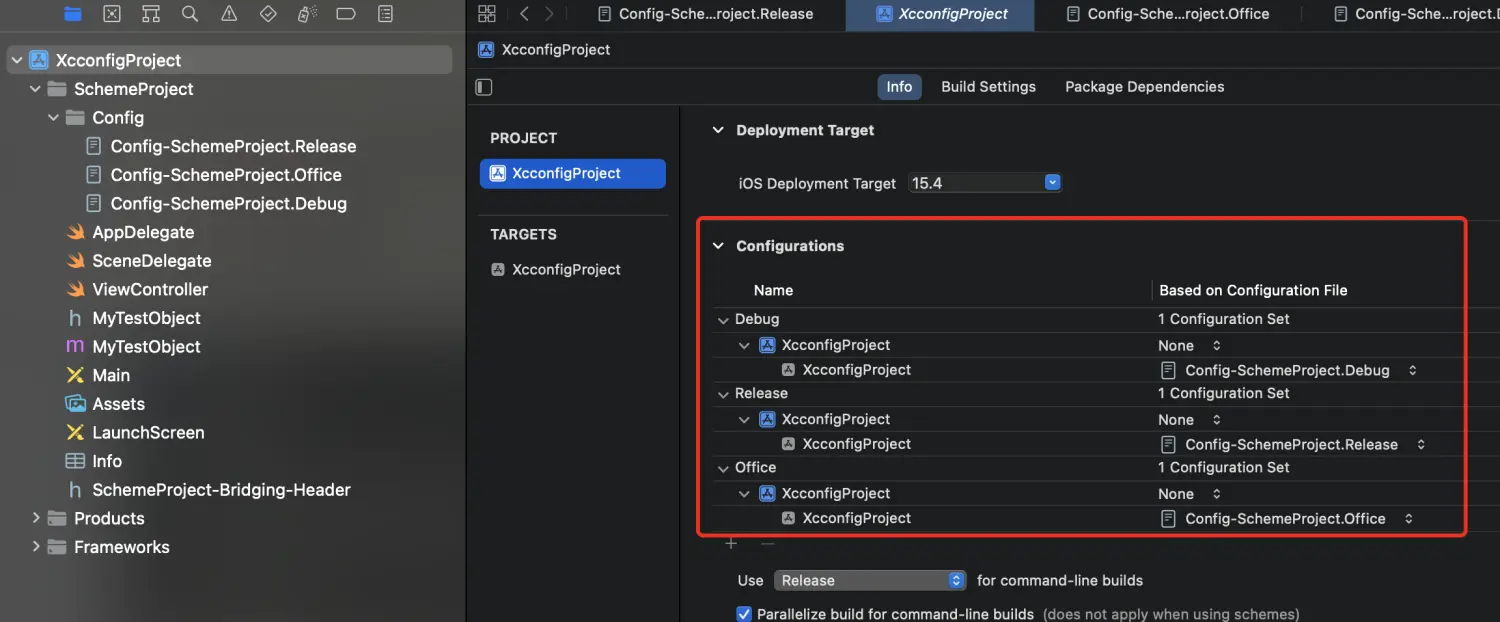 XcconfigProject
SchemeProject
Config
Config-SchemeProject.Release
Config-SchemeProject.Office
Config-SchemeProject.Debug
AppDelegate
SceneDelegate
ViewController
h MyTestObject
m MyTestObject
Main
Assets
LaunchScreen
Info
h SchemeProject-Bridging-Header
Products
Frameworks
Config-Sche...roject.Release
XcconfigProject
Config-Sche...roject.Office
Config-Sche...roject.D
XcconfigProject
Info
Build Settings
Package Dependencies
PROJECT
XcconfigProject
TARGETS
XcconfigProject
Deployment Target
iOS Deployment Target 15.4
Configurations
Name Based on Configuration File
Debug 1 Configuration Set
XcconfigProject None
XcconfigProject Config-SchemeProject.Debug
Release 1 Configuration Set
XcconfigProject None
XcconfigProject Config-SchemeProject.Release
Office 1 Configuration Set
XcconfigProject None
XcconfigProject Config-SchemeProject.Office
+ −
Use Release for command-line builds
Parallelize build for command-line builds (does not apply when using schemes)